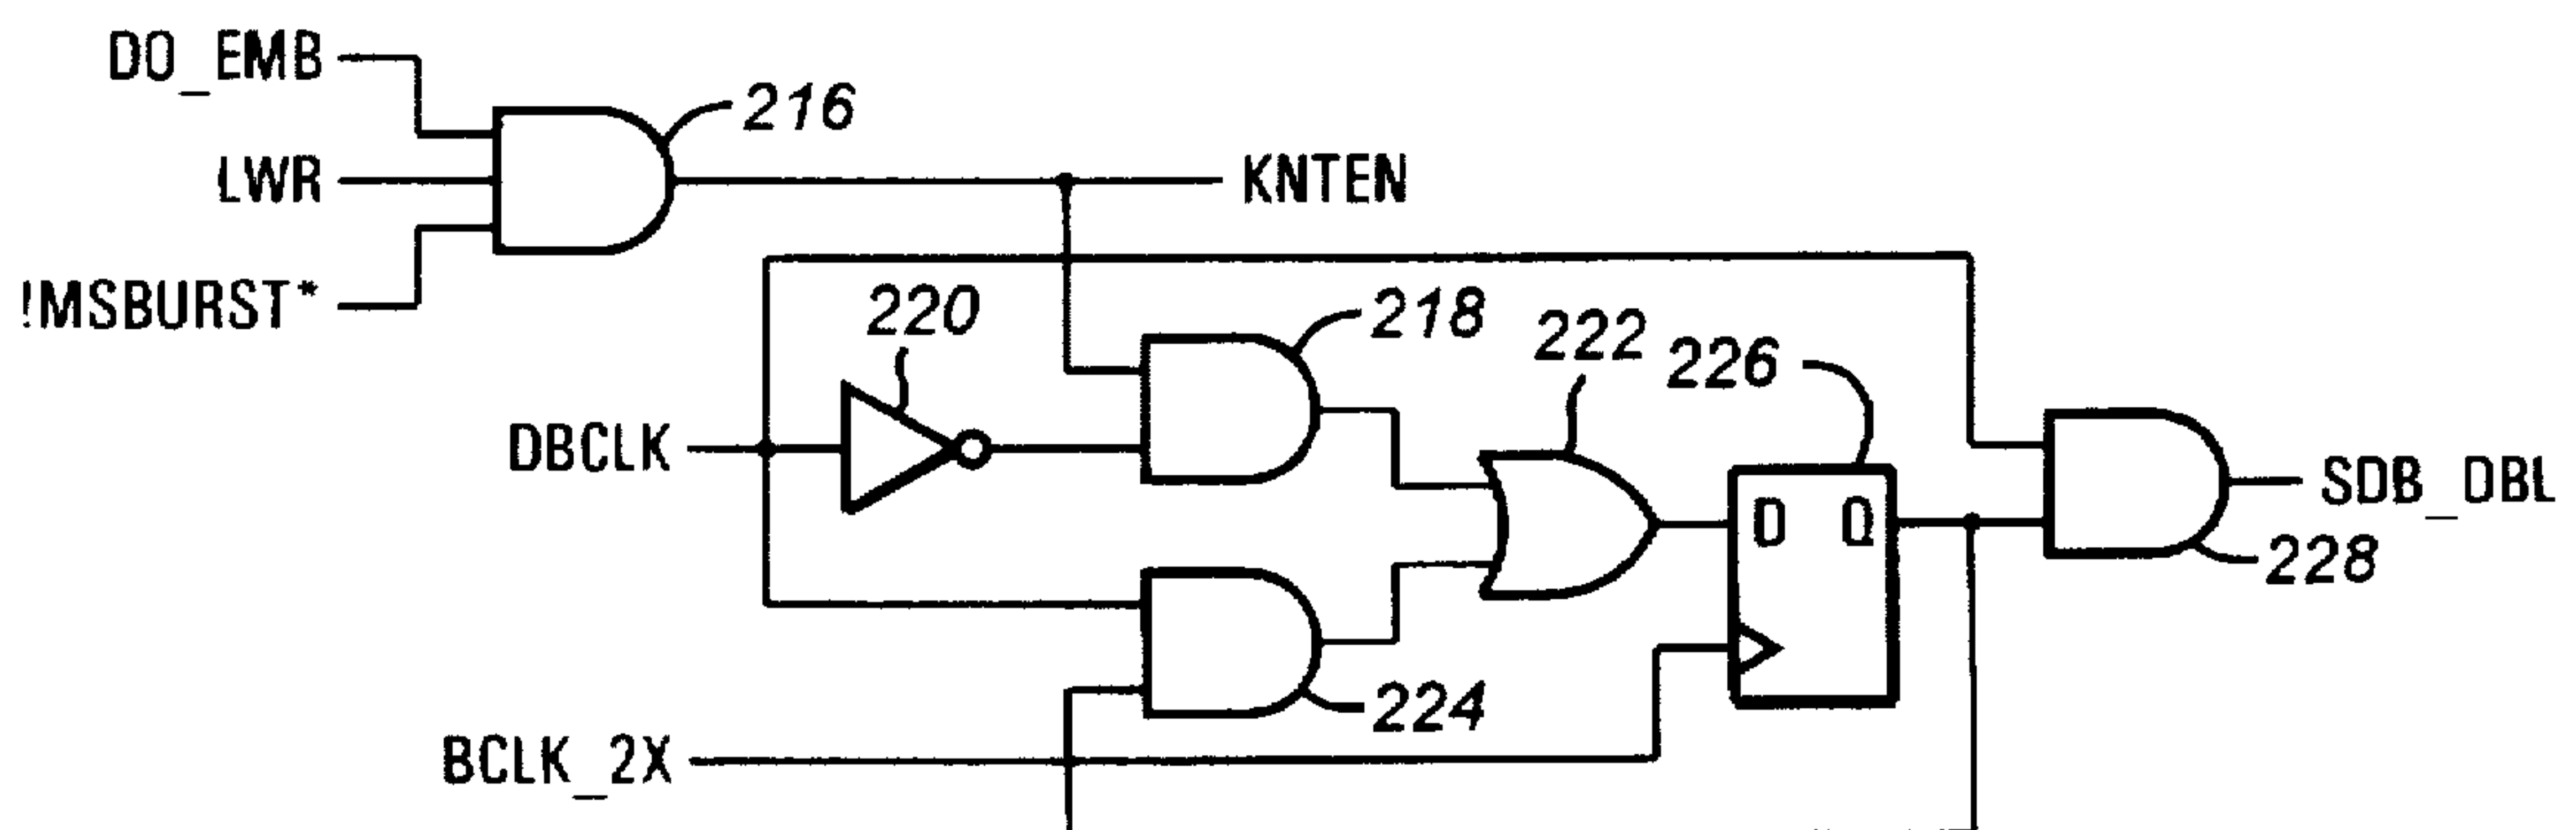 DO_EMB
216
LWR
KNTEN
!MSBURST*
220
218
222
226
DBCLK
D Q
SDB_DBL
228
224
BCLK_2X